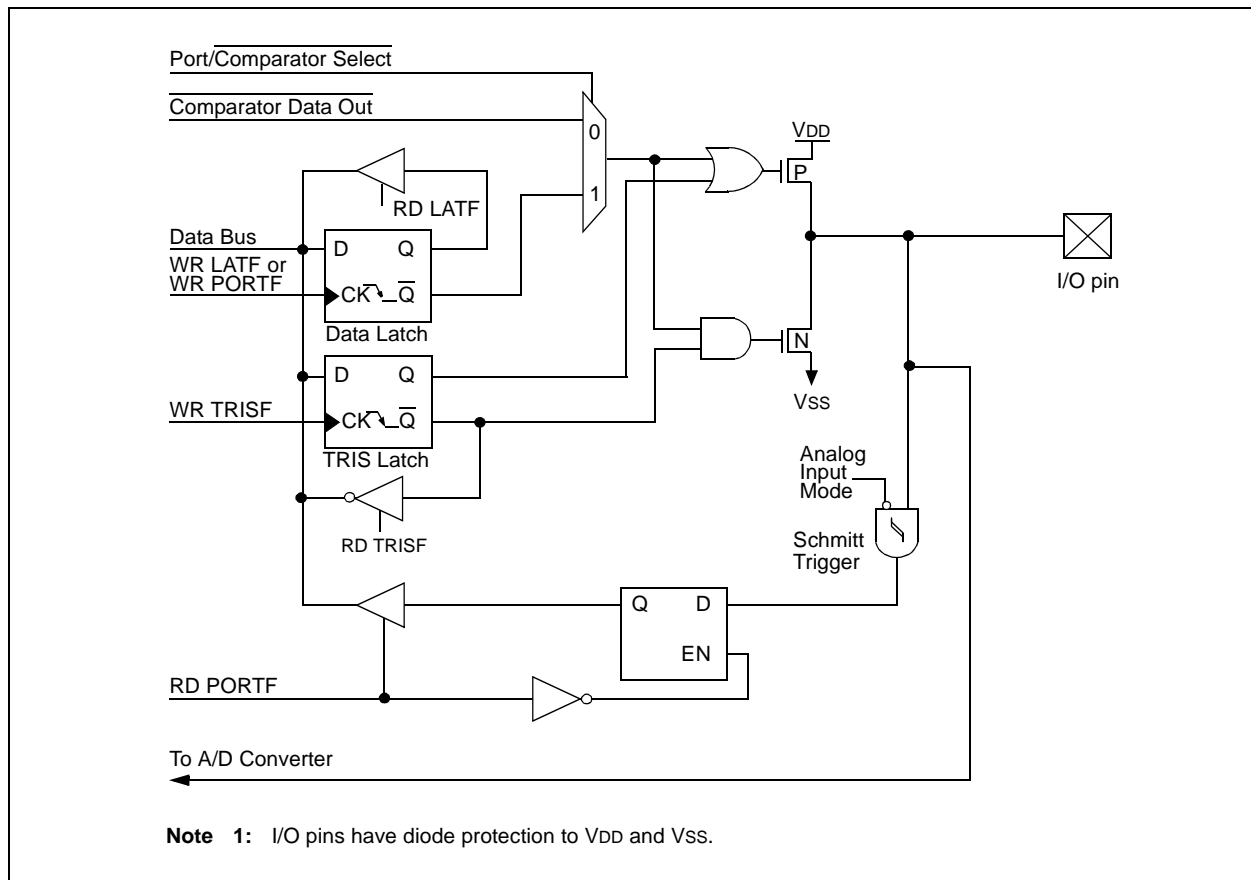 Port/Comparator Select
Comparator Data Out
0
1
VDD
P
RD LATF
Data Bus
D Q
WR LATF or
WR PORTF
CK Q
Data Latch
I/O pin
N
D Q
VSS
WR TRISF
CK Q
TRIS Latch
Analog
Input
Mode
RD TRISF
Schmitt
Trigger
Q D
EN
RD PORTF
To A/D Converter
Note 1: I/O pins have diode protection to VDD and VSS.